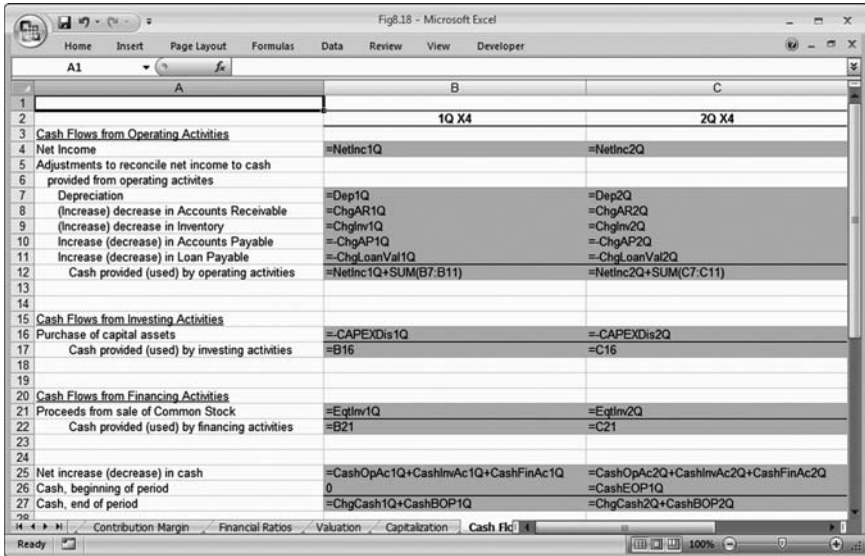 Fig8.18 - Microsoft Excel
Home Insert Page Layout Formulas Data Review View Developer
A1 fx
A B C
1
2 1Q X4 2Q X4
3 Cash Flows from Operating Activities
4 Net Income =NetInc1Q =NetInc2Q
5 Adjustments to reconcile net income to cash
6 provided from operating activites
7 Depreciation =Dep1Q =Dep2Q
8 (Increase) decrease in Accounts Receivable =ChgAR1Q =ChgAR2Q
9 (Increase) decrease in Inventory =ChgInv1Q =ChgInv2Q
10 Increase (decrease) in Accounts Payable =-ChgAP1Q =-ChgAP2Q
11 Increase (decrease) in Loan Payable =-ChgLoanVal1Q =-ChgLoanVal2Q
12 Cash provided (used) by operating activities =NetInc1Q+SUM(B7:B11) =NetInc2Q+SUM(C7:C11)
13
14
15 Cash Flows from Investing Activities
16 Purchase of capital assets =-CAPEXDis1Q =-CAPEXDis2Q
17 Cash provided (used) by investing activities =B16 =C16
18
19
20 Cash Flows from Financing Activities
21 Proceeds from sale of Common Stock =EqtInv1Q =EqtInv2Q
22 Cash provided (used) by financing activities =B21 =C21
23
24
25 Net increase (decrease) in cash =CashOpAc1Q+CashInvAc1Q+CashFinAc1Q =CashOpAc2Q+CashInvAc2Q+CashFinAc2Q
26 Cash, beginning of period 0 =CashEOP1Q
27 Cash, end of period =ChgCash1Q+CashBOP1Q =ChgCash2Q+CashBOP2Q
28
Contribution Margin Financial Ratios Valuation Capitalization Cash Flo
Ready 100%